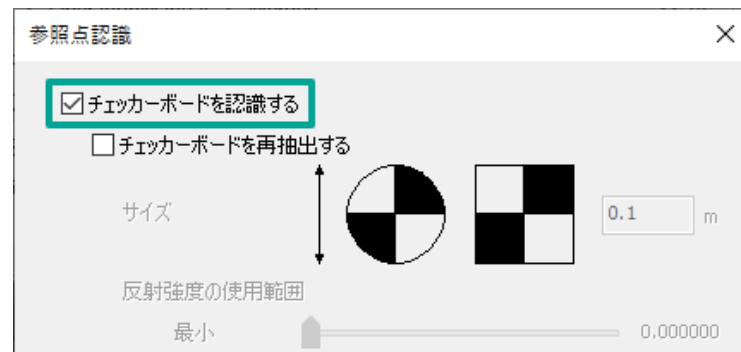 参照点認識
チェッカーボードを認識する
チェッカーボードを再抽出する
サイズ 0.1 m
反射強度の使用範囲
最小 0.000000